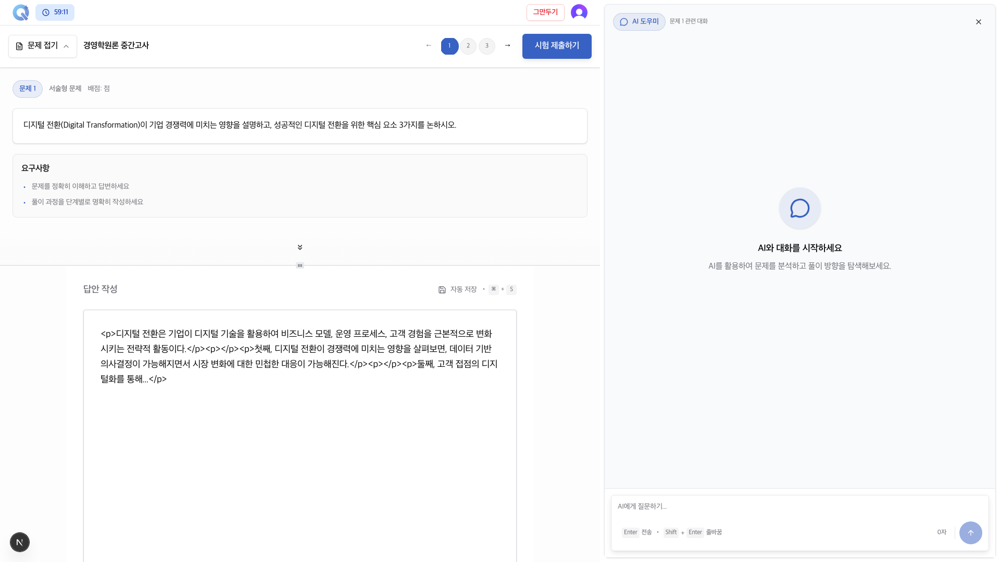 59:11
그만두기
문제 접기
경영학원론 중간고사
← 1 2 3 →
시험 제출하기
문제 1 서술형 문제 배점: 점
디지털 전환(Digital Transformation)이 기업 경쟁력에 미치는 영향을 설명하고, 성공적인 디지털 전환을 위한 핵심 요소 3가지를 논하시오.
요구사항
• 문제를 정확히 이해하고 답변하세요
• 풀이 과정을 단계별로 명확히 작성하세요
답안 작성
자동 저장 • ⌘ + S
<p>디지털 전환은 기업이 디지털 기술을 활용하여 비즈니스 모델, 운영 프로세스, 고객 경험을 근본적으로 변화
시키는 전략적 활동이다.</p><p></p><p>첫째, 디지털 전환이 경쟁력에 미치는 영향을 살펴보면, 데이터 기반
의사결정이 가능해지면서 시장 변화에 대한 민첩한 대응이 가능해진다.</p><p></p><p>둘째, 고객 접점의 디지
털화를 통해...</p>
N
AI 도우미
문제 1 관련 대화
AI와 대화를 시작하세요
AI를 활용하여 문제를 분석하고 풀이 방향을 탐색해보세요.
AI에게 질문하기...
Enter 전송 • Shift + Enter 줄바꿈
0자